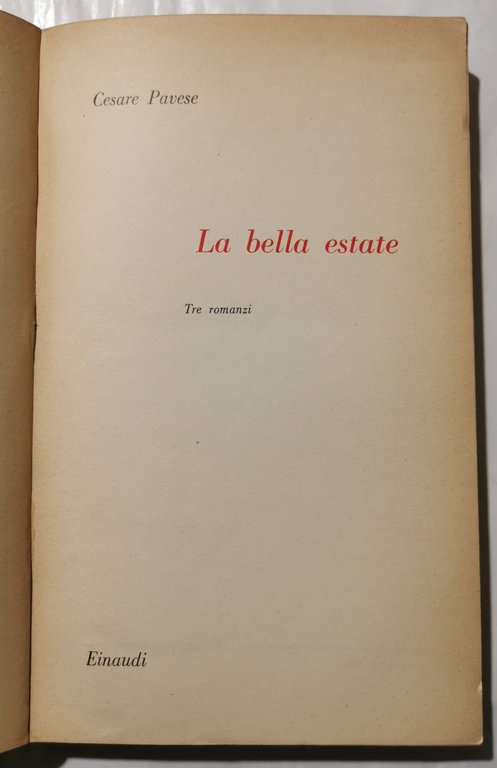 Cesare Pavese
La bella estate
Tre romanzi
Einaudi